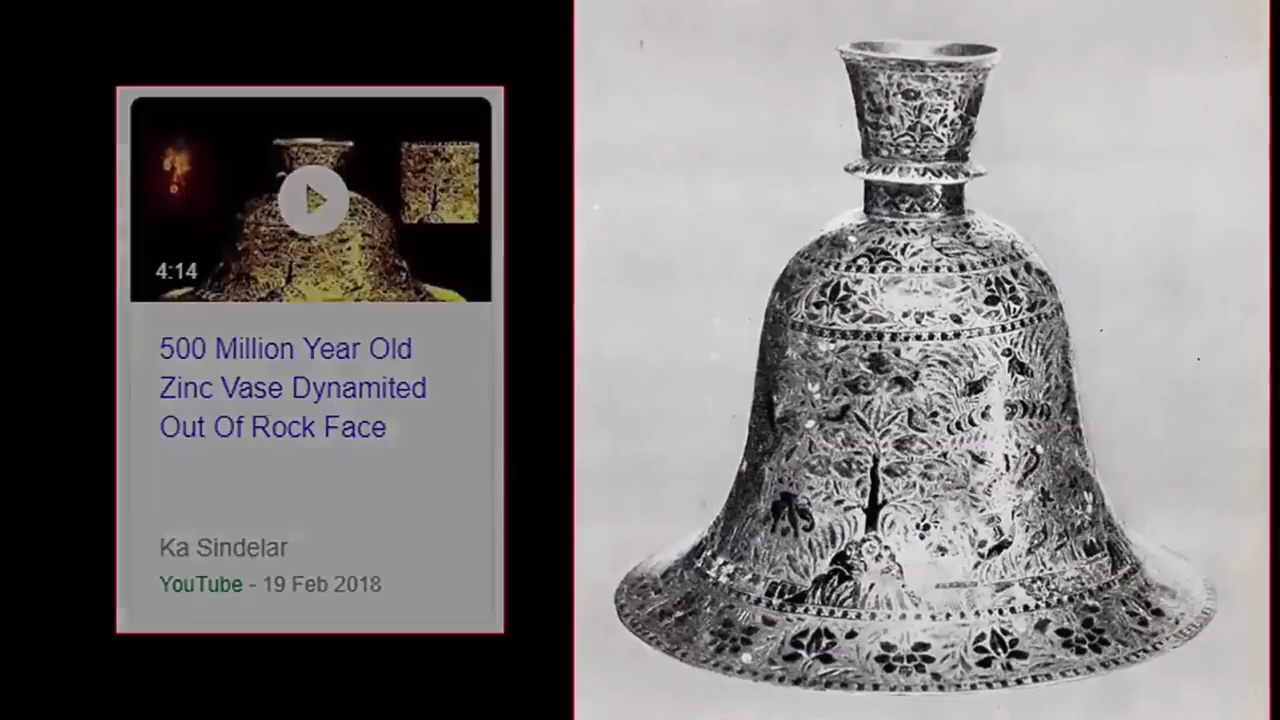 4:14
500 Million Year Old
Zinc Vase Dynamited
Out Of Rock Face
Ka Sindelar
YouTube - 19 Feb 2018